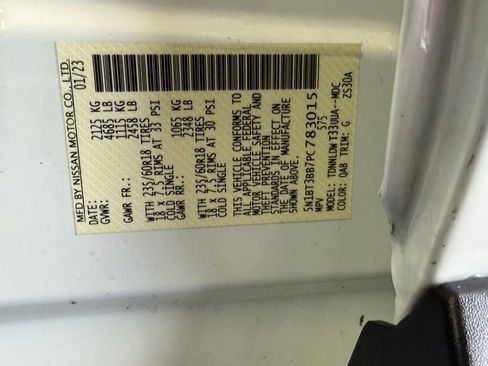 MFD BY NISSAN MOTOR CO., LTD.
DATE: 01/23
GVWR: 2125 KG
4685 LB
GAWR FR.: 1115 KG
2458 LB
WITH 235/60R18 TIRES
18 X 7.5 RIMS AT 33 PSI
COLD SINGLE
GAWR RR.: 1065 KG
2348 LB
WITH 235/60R18 TIRES
18 X 7.5 RIMS AT 30 PSI
COLD SINGLE
THIS VEHICLE CONFORMS TO
ALL APPLICABLE FEDERAL
MOTOR VEHICLE SAFETY AND
THEFT PREVENTION
STANDARDS IN EFFECT ON
THE DATE OF MANUFACTURE
SHOWN ABOVE.
5N1BT3BB7PC783015
MPV
MODEL:
COLOR: QAB TRIM: G